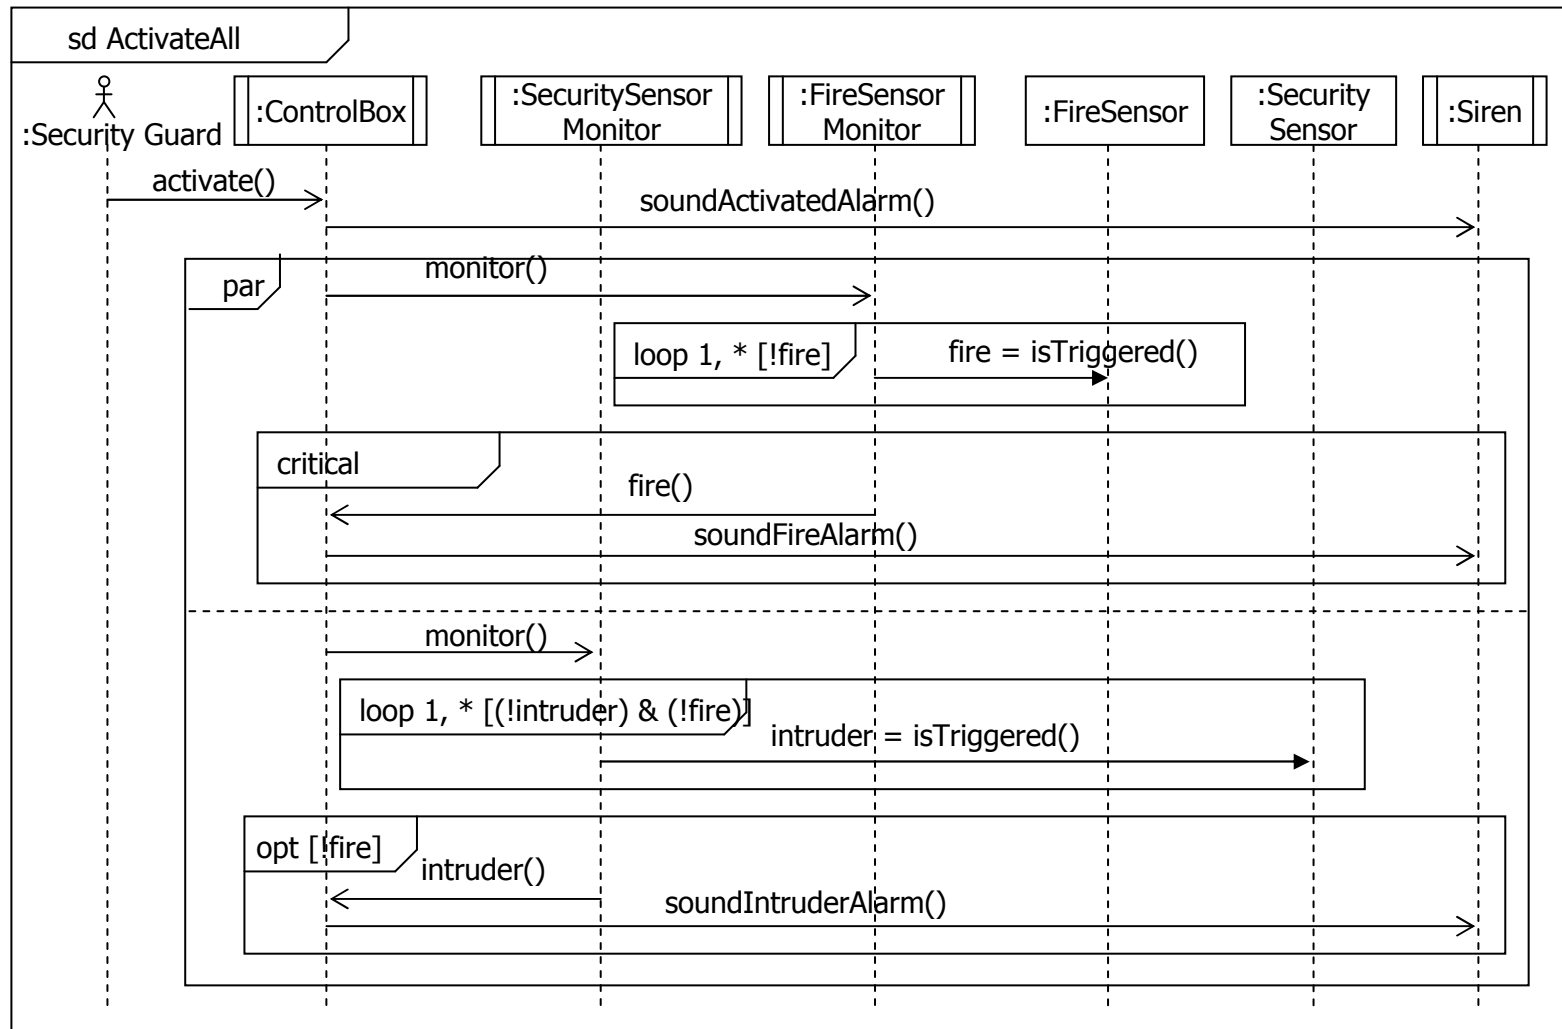 sd ActivateAll
:Security Guard
:ControlBox
:SecuritySensor
Monitor
:FireSensor
Monitor
:FireSensor
:Security
Sensor
:Siren
activate()
soundActivatedAlarm()
par
monitor()
loop 1, * [!fire]
fire = isTriggered()
critical
fire()
soundFireAlarm()
monitor()
loop 1, * [(!intruder) & (!fire)]
intruder = isTriggered()
opt [!fire]
intruder()
soundIntruderAlarm()